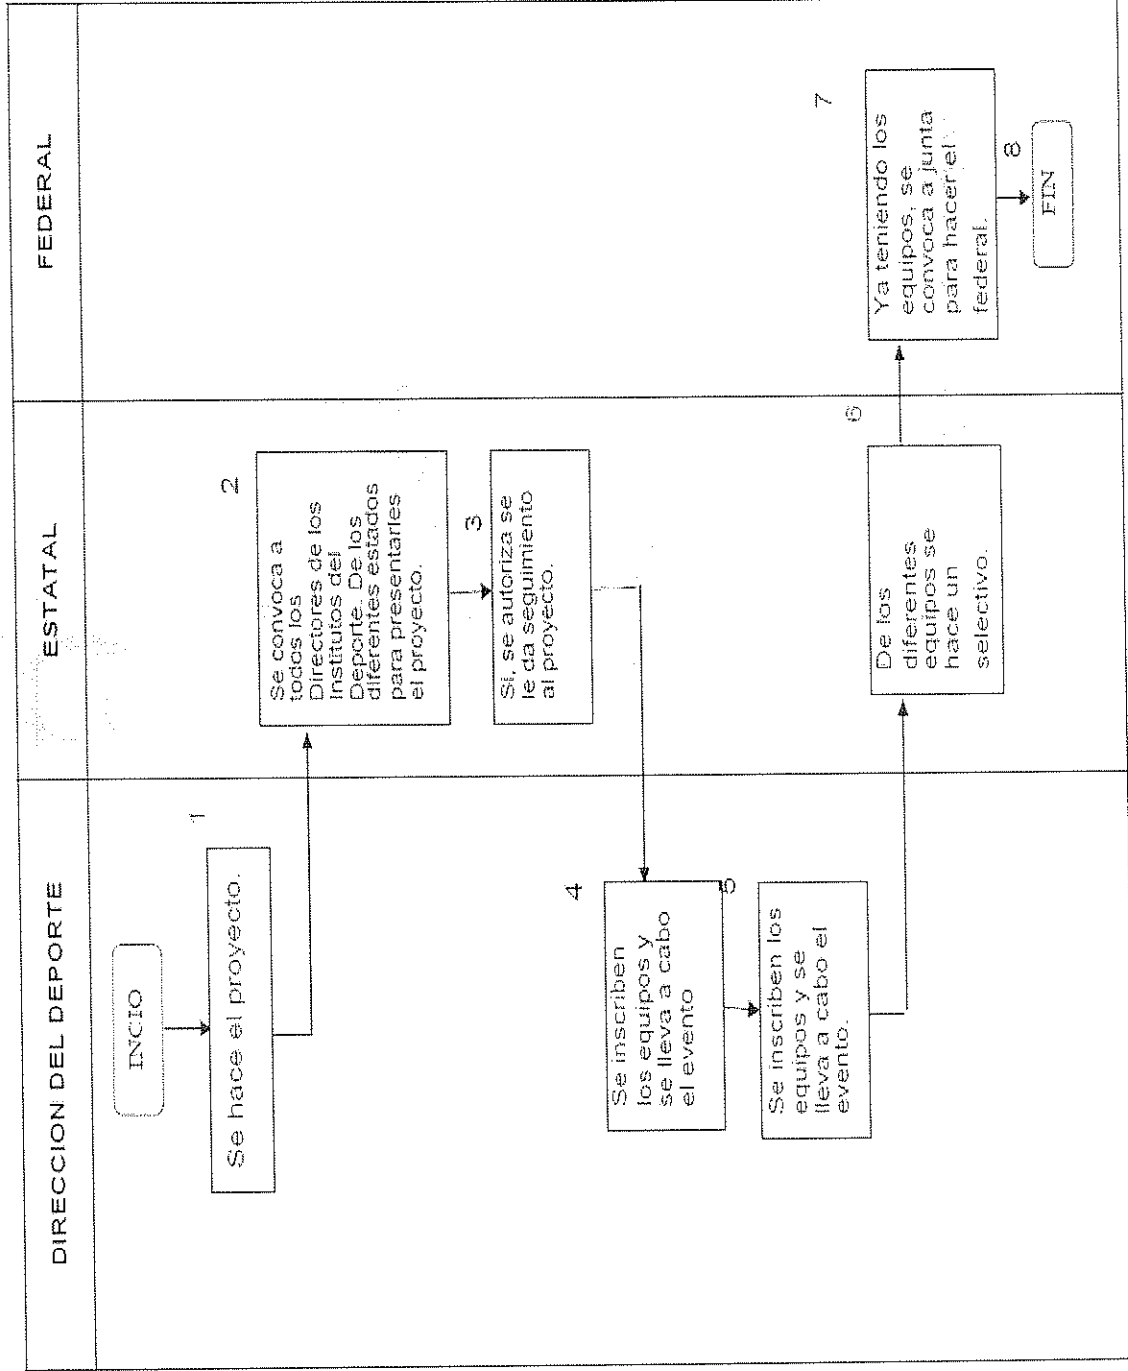 DIRECCION DEL DEPORTE
ESTATAL
FEDERAL
INCIO
1
Se hace el proyecto.
2
Se convoca a
todos los
Directores de los
Institutos del
Deporte. De los
diferentes estados
para presentarles
el proyecto.
3
Si, se autoriza se
le da seguimiento
al proyecto.
4
Se inscriben
los equipos y
se lleva a cabo
el evento
5
Se inscriben los
equipos y se
lleva a cabo el
evento.
6
De los
diferentes
equipos se
hace un
selectivo.
7
Ya teniendo los
equipos, se
convoca a junta
para hacer el
federal.
8
FIN